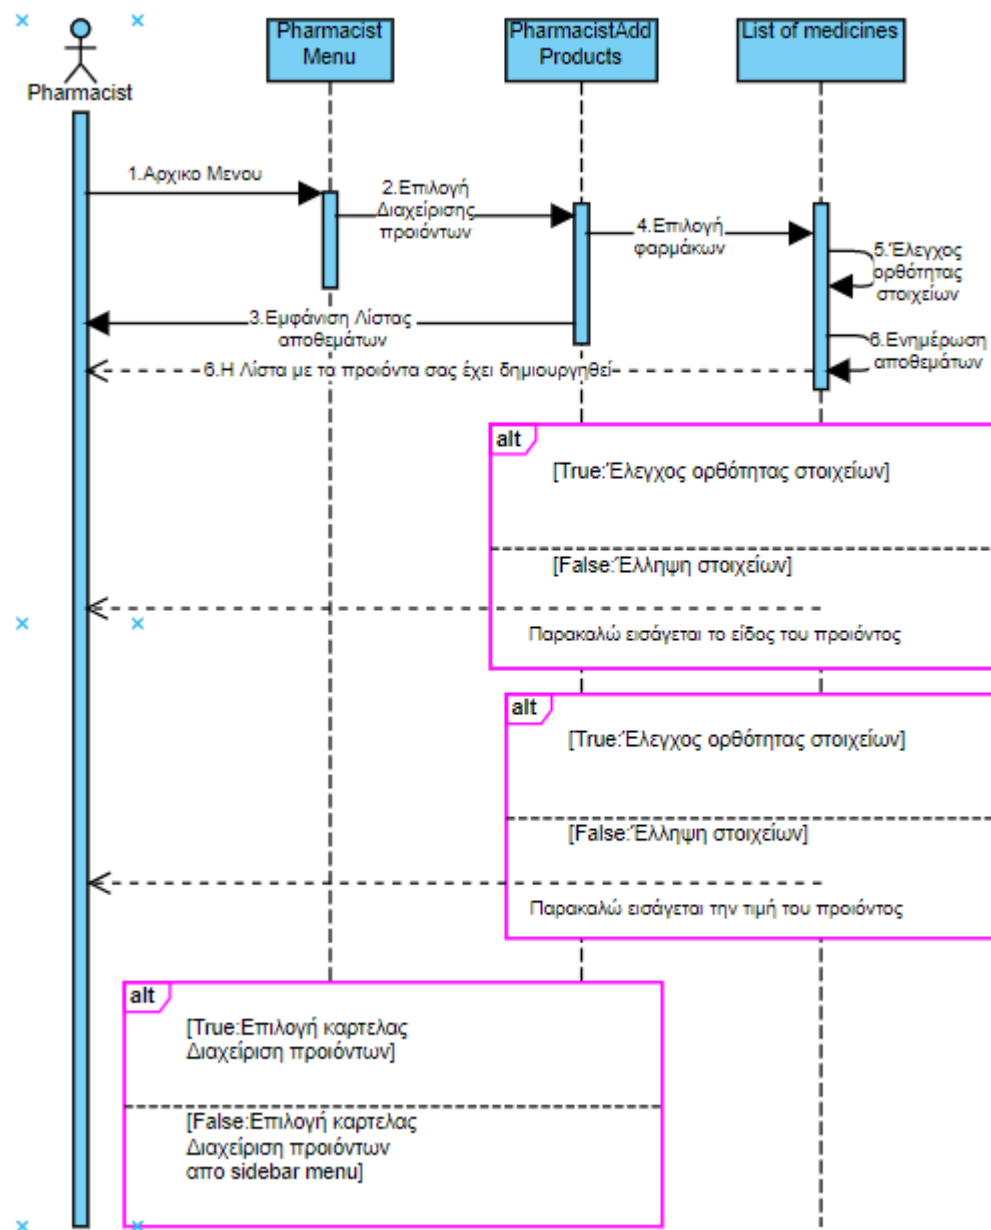 Pharmacist
Pharmacist
Menu
PharmacistAdd
Products
List of medicines
1.Αρχικο Μενου
2.Επιλογή
Διαχείρισης
προιόντων
4.Επιλογή
φαρμάκων
5.Έλεγχος
ορθότητας
στοιχείων
3.Εμφάνιση Λίστας
αποθεμάτων
6.Ενημέρωση
αποθεμάτων
6.Η Λίστα με τα προιόντα σας έχει δημιουργηθεί
alt
[True:Έλεγχος ορθότητας στοιχείων]
[False:Έλληψη στοιχείων]
Παρακαλώ εισάγεται το είδος του προιόντος
alt
[True:Έλεγχος ορθότητας στοιχείων]
[False:Έλληψη στοιχείων]
Παρακαλώ εισάγεται την τιμή του προιόντος
alt
[True:Επιλογή καρτελας
Διαχείριση προιόντων]
[False:Επιλογή καρτελας
Διαχείριση προιόντων
απο sidebar menu]